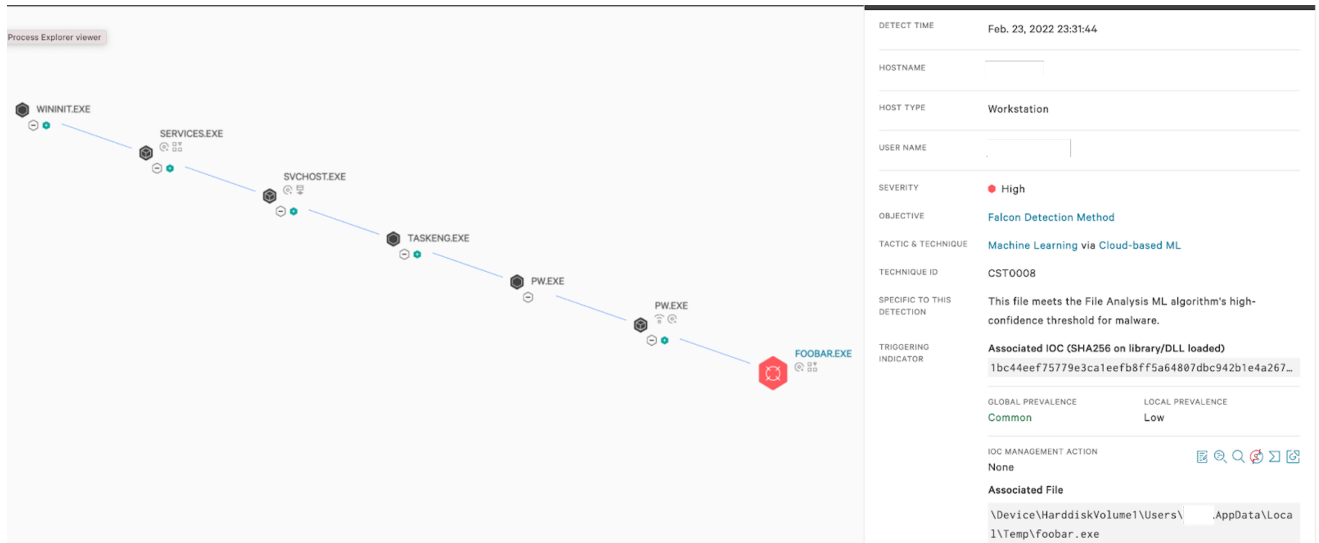 Process Explorer viewer
WININIT.EXE
SERVICES.EXE
SVCHOST.EXE
TASKENG.EXE
PW.EXE
PW.EXE
FOOBAR.EXE
DETECT TIME
Feb. 23, 2022 23:31:44
HOSTNAME
HOST TYPE
Workstation
USER NAME
SEVERITY
High
OBJECTIVE
Falcon Detection Method
TACTIC & TECHNIQUE
Machine Learning via Cloud-based ML
TECHNIQUE ID
CST0008
SPECIFIC TO THIS
DETECTION
This file meets the File Analysis ML algorithm's high-
confidence threshold for malware.
TRIGGERING
INDICATOR
Associated IOC (SHA256 on library/DLL loaded)
1bc44eef75779e3ca1eefb8ff5a64807dbc942b1e4a267…
GLOBAL PREVALENCE
Common
LOCAL PREVALENCE
Low
IOC MANAGEMENT ACTION
None
Associated File
\Device\HarddiskVolume1\Users\ .AppData\Loca
l\Temp\foobar.exe